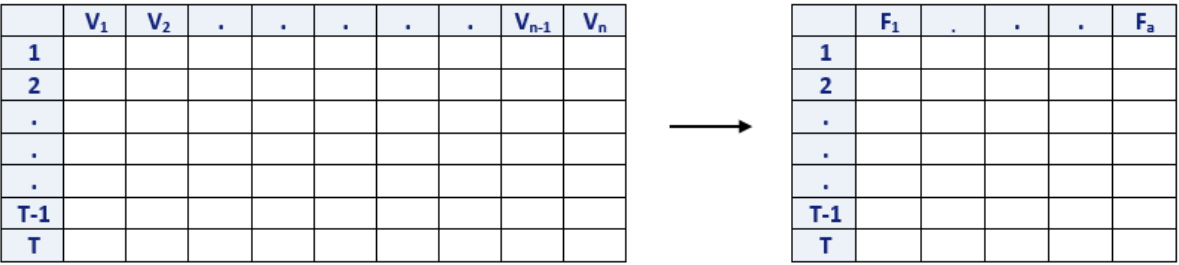 V₁ V₂ . . . . . Vₙ₋₁ Vₙ
1
2
.
.
.
T-1
T
F₁ . . . Fₐ
1
2
.
.
.
T-1
T